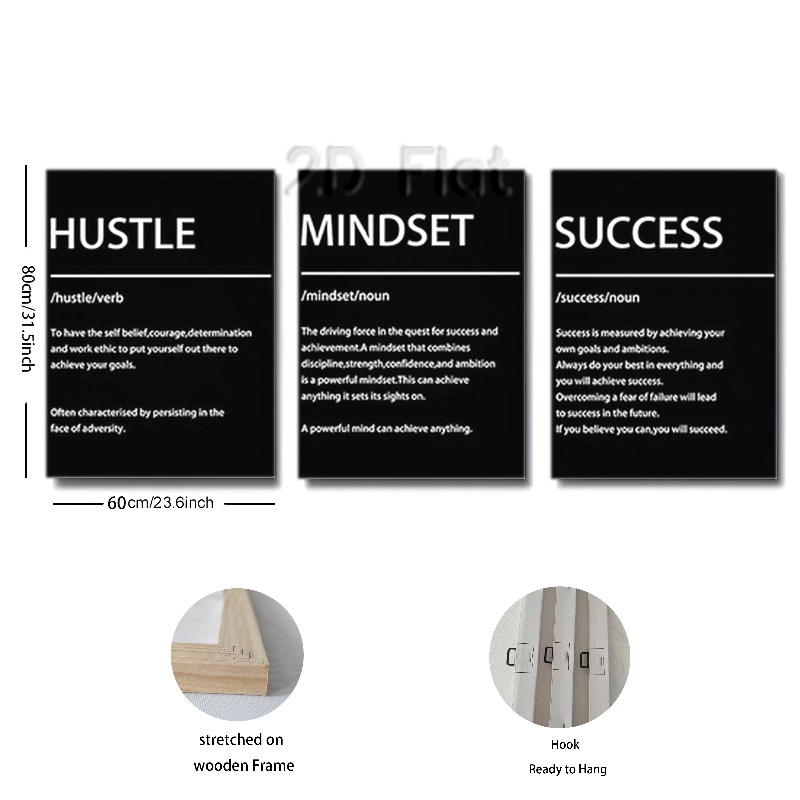 2D Flat
HUSTLE
/hustle/verb
To have the self belief,courage,determination
and work ethic to put yourself out there to
achieve your goals.
Often characterised by persisting in the
face of adversity.
MINDSET
/mindset/noun
The driving force in the quest for success and
achievement.A mindset that combines
discipline,strength,confidence,and ambition
is a powerful mindset.This can achieve
anything it sets its sights on.
A powerful mind can achieve anything.
SUCCESS
/success/noun
Success is measured by achieving your
own goals and ambitions.
Always do your best in everything and
you will achieve success.
Overcoming a fear of failure will lead
to success in the future.
If you believe you can,you will succeed.
80cm/31.5inch
60cm/23.6inch
stretched on
wooden Frame
Hook
Ready to Hang